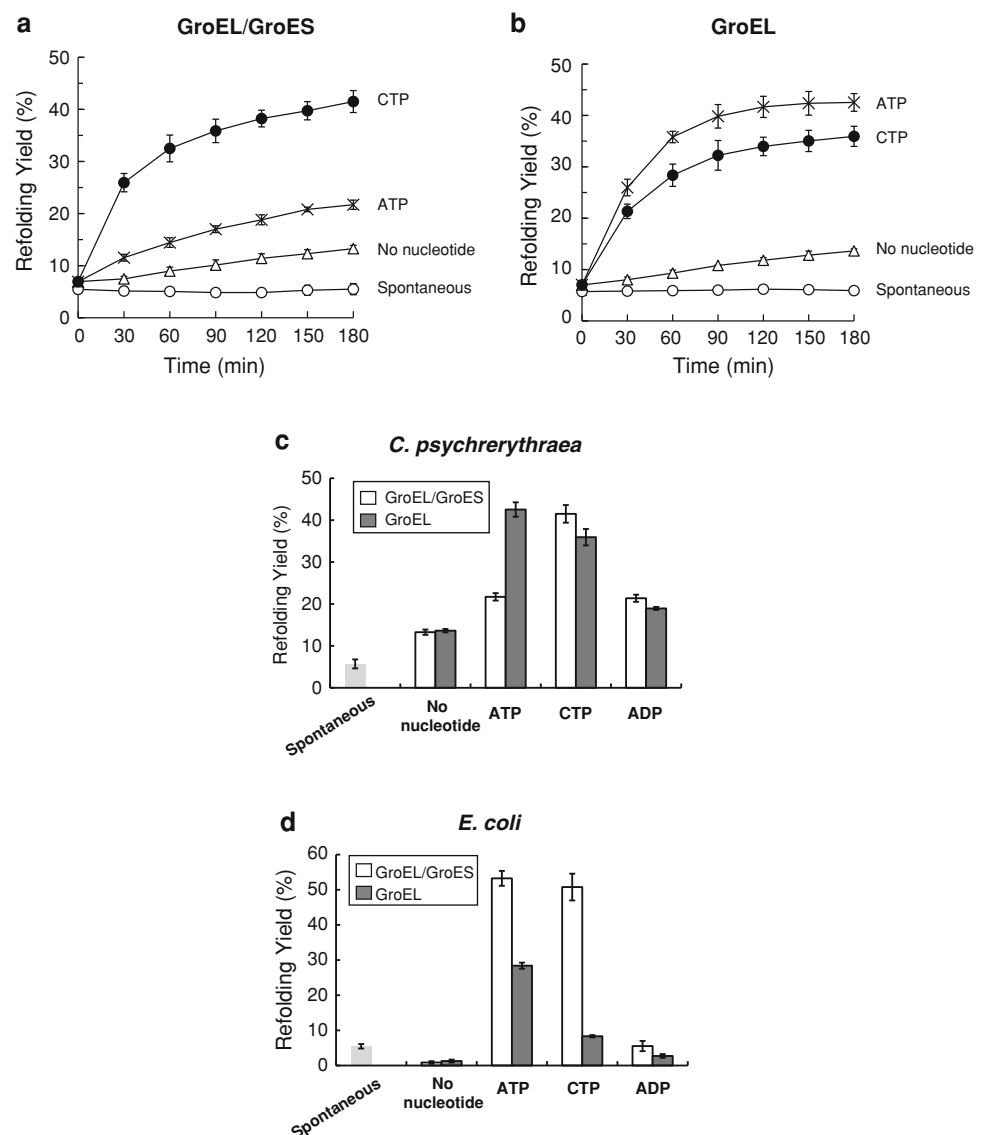 a
GroEL/GroES
Refolding Yield (%)
50
40
30
20
10
0
0 30 60 90 120 150 180
Time (min)
CTP
ATP
No nucleotide
Spontaneous
b
GroEL
Refolding Yield (%)
50
40
30
20
10
0
0 30 60 90 120 150 180
Time (min)
ATP
CTP
No nucleotide
Spontaneous
c
C. psychrerythraea
Refolding Yield (%)
50
40
30
20
10
0
GroEL/GroES
GroEL
Spontaneous
No
nucleotide
ATP
CTP
ADP
d
E. coli
Refolding Yield (%)
60
50
40
30
20
10
0
GroEL/GroES
GroEL
Spontaneous
No
nucleotide
ATP
CTP
ADP